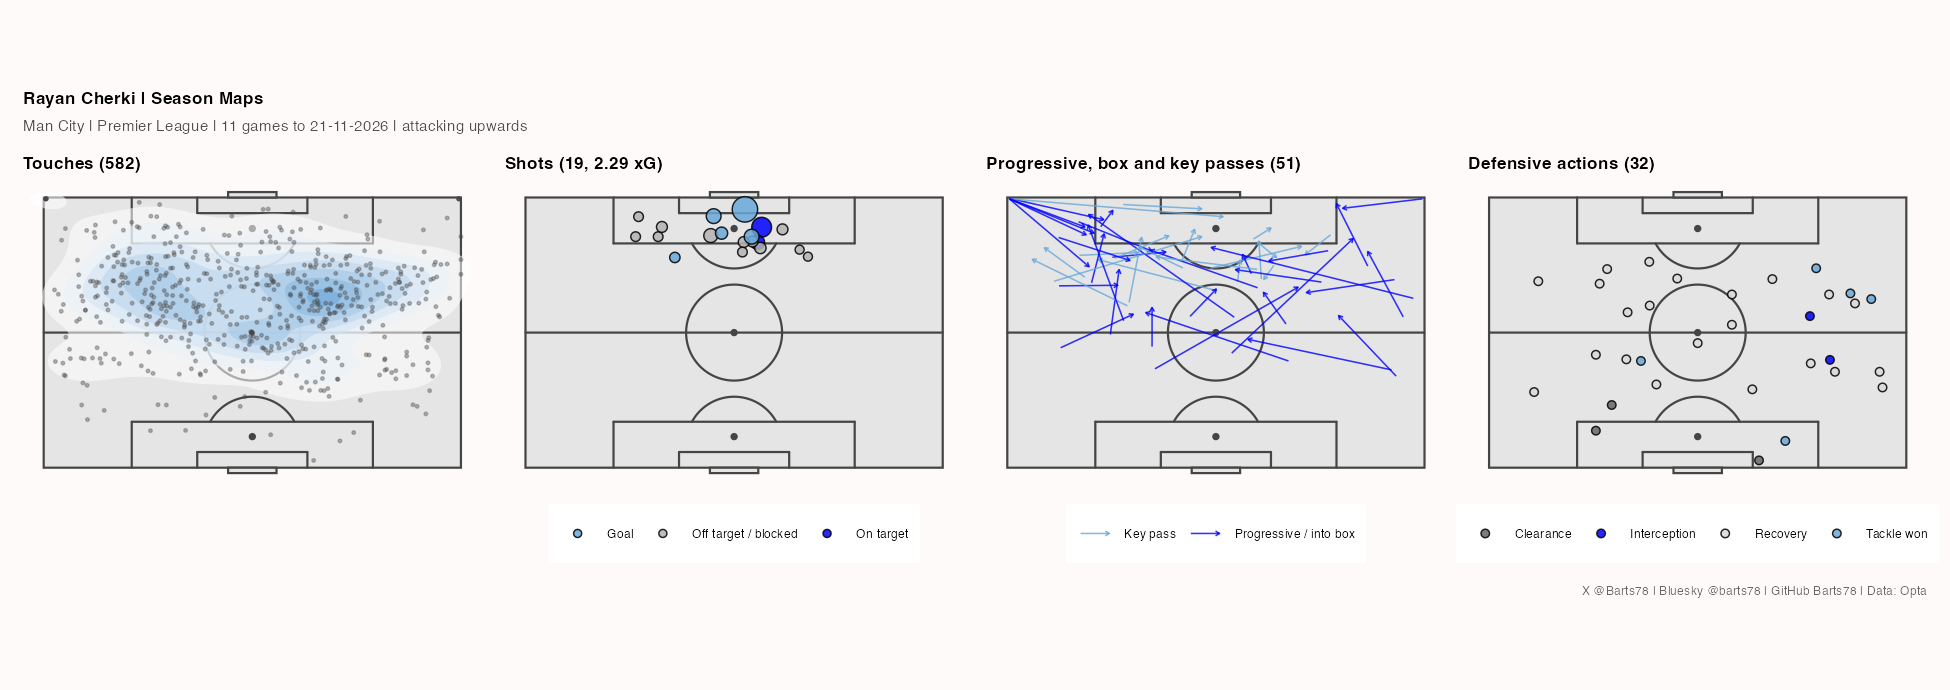 Rayan Cherki | Season Maps
Man City | Premier League | 11 games to 21-11-2026 | attacking upwards
Touches (582)
Shots (19, 2.29 xG)
Progressive, box and key passes (51)
Defensive actions (32)
Goal
Off target / blocked
On target
Key pass
Progressive / into box
Clearance
Interception
Recovery
Tackle won
X @Barts78 | Bluesky @barts78 | GitHub Barts78 | Data: Opta